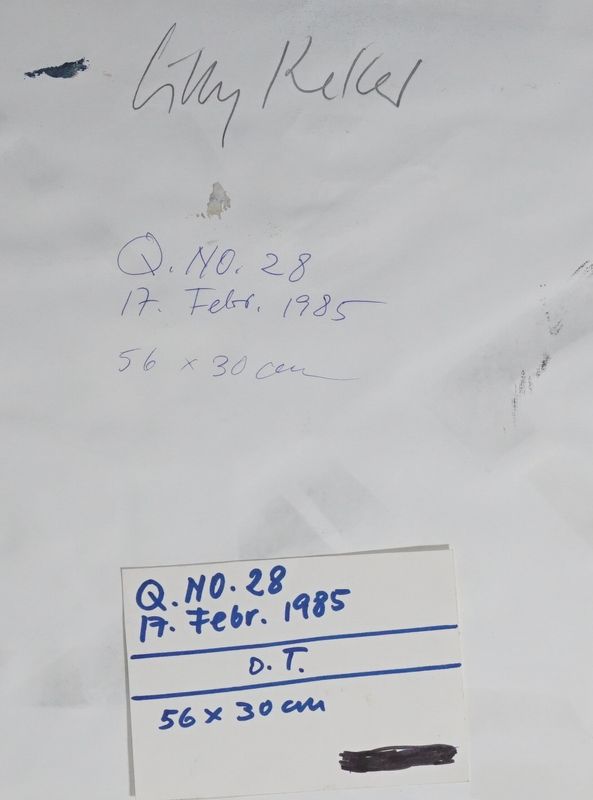 Lilly Keller
Q. NO. 28
17. Febr. 1985
56 x 30 cm
Q. NO. 28
17. Febr. 1985
O. T.
56 x 30 cm